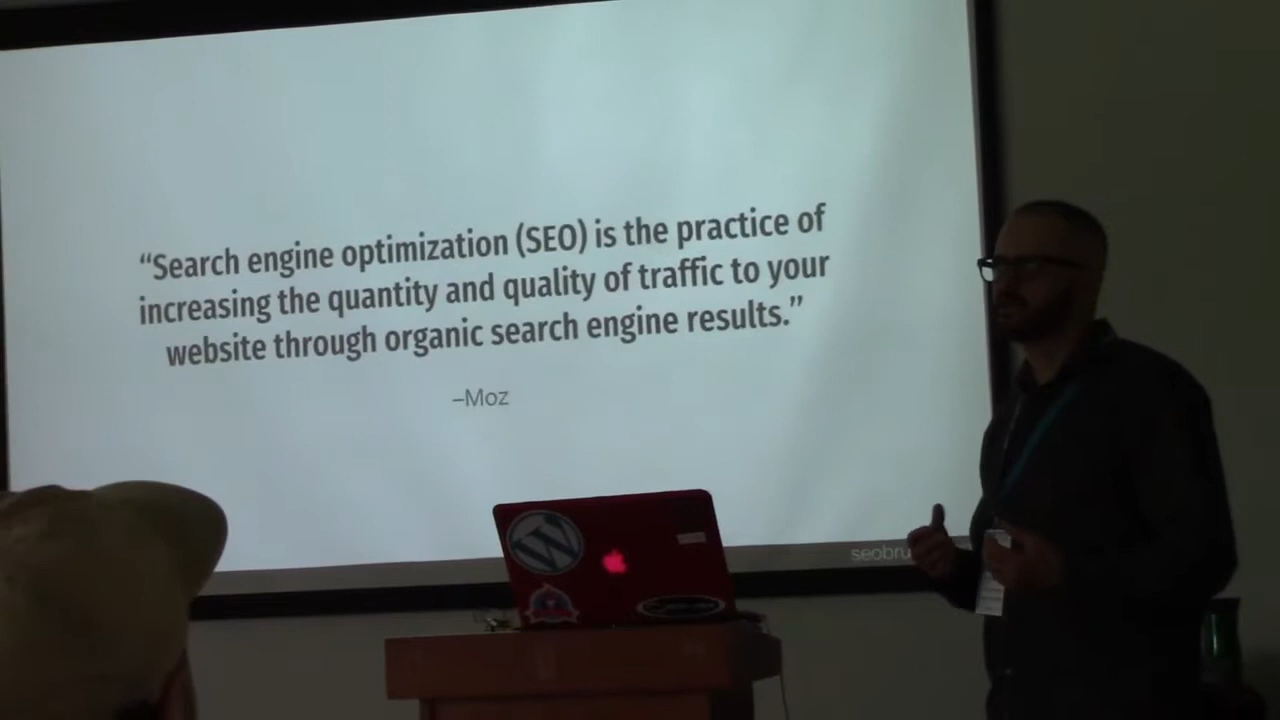 “Search engine optimization (SEO) is the practice of
increasing the quantity and quality of traffic to your
website through organic search engine results.”
–Moz
seobru